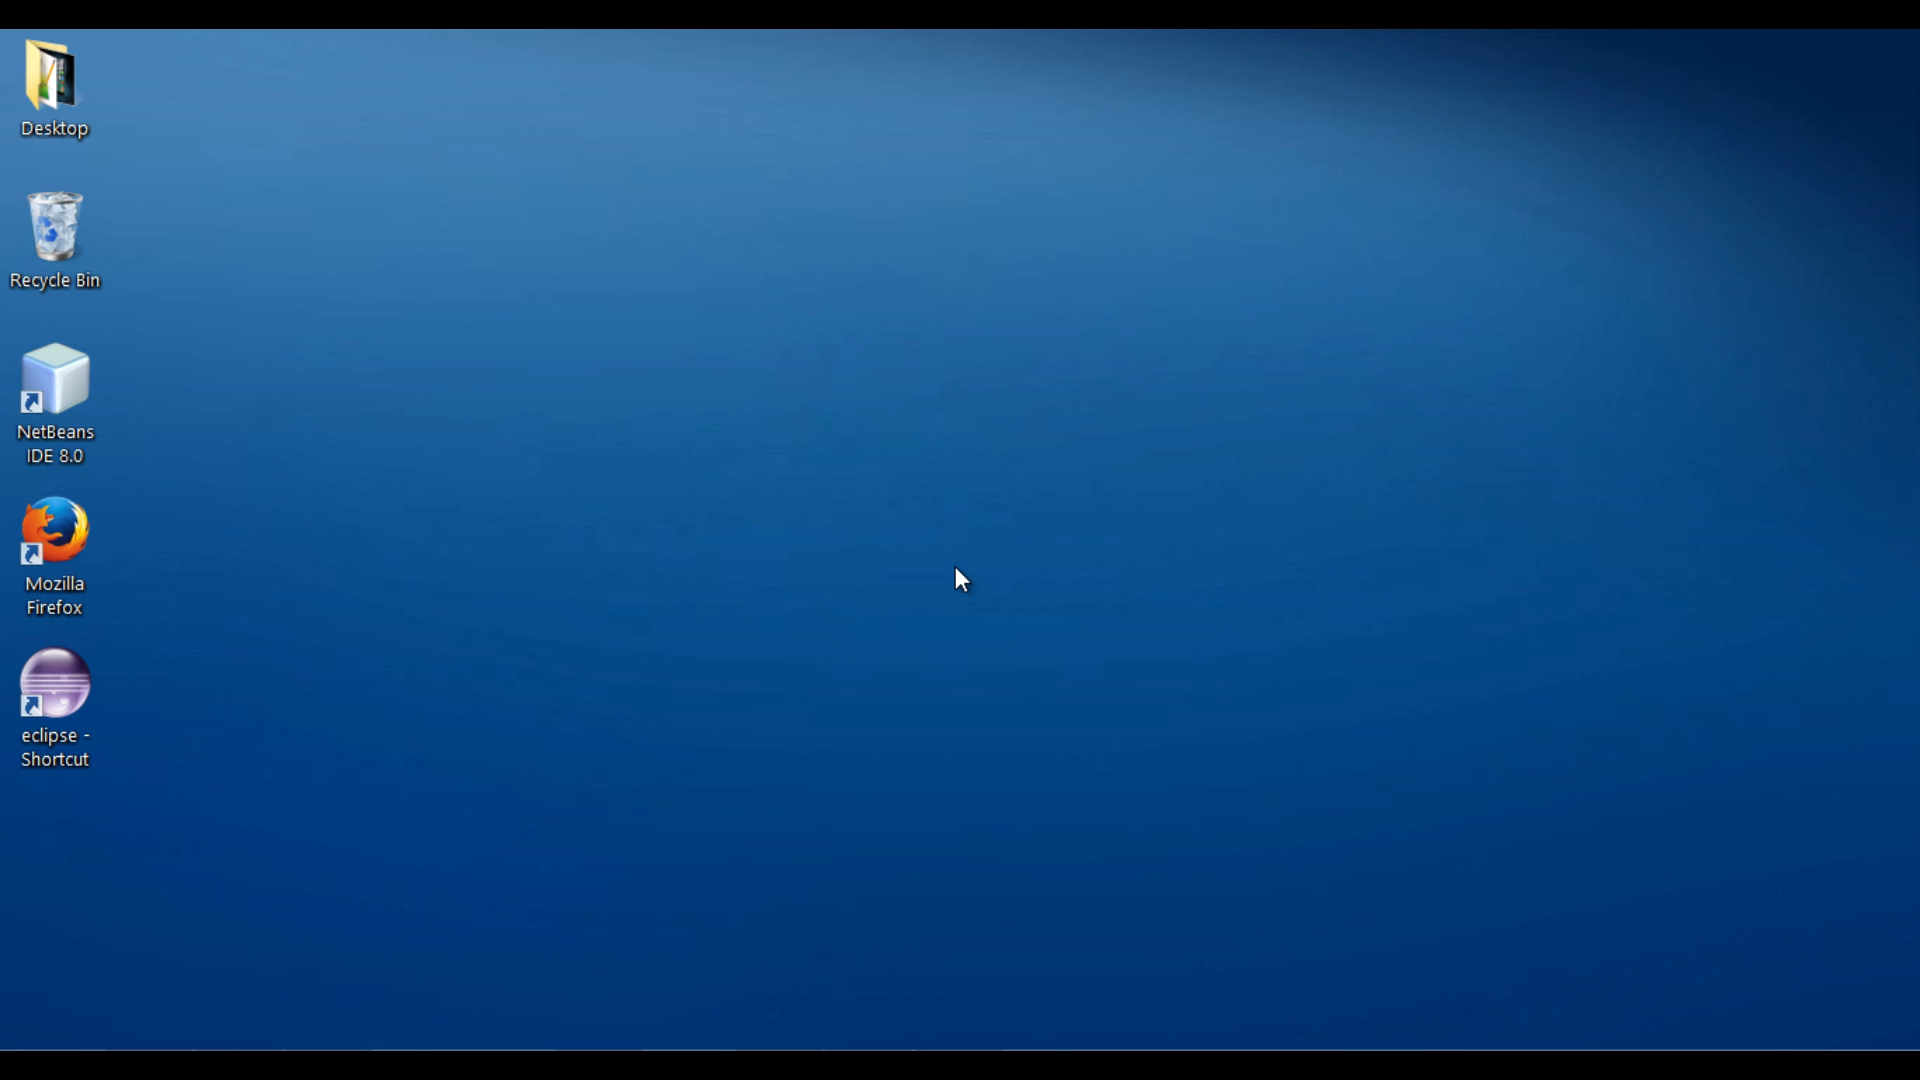 Desktop
Recycle Bin
NetBeans
IDE 8.0
Mozilla
Firefox
eclipse -
Shortcut